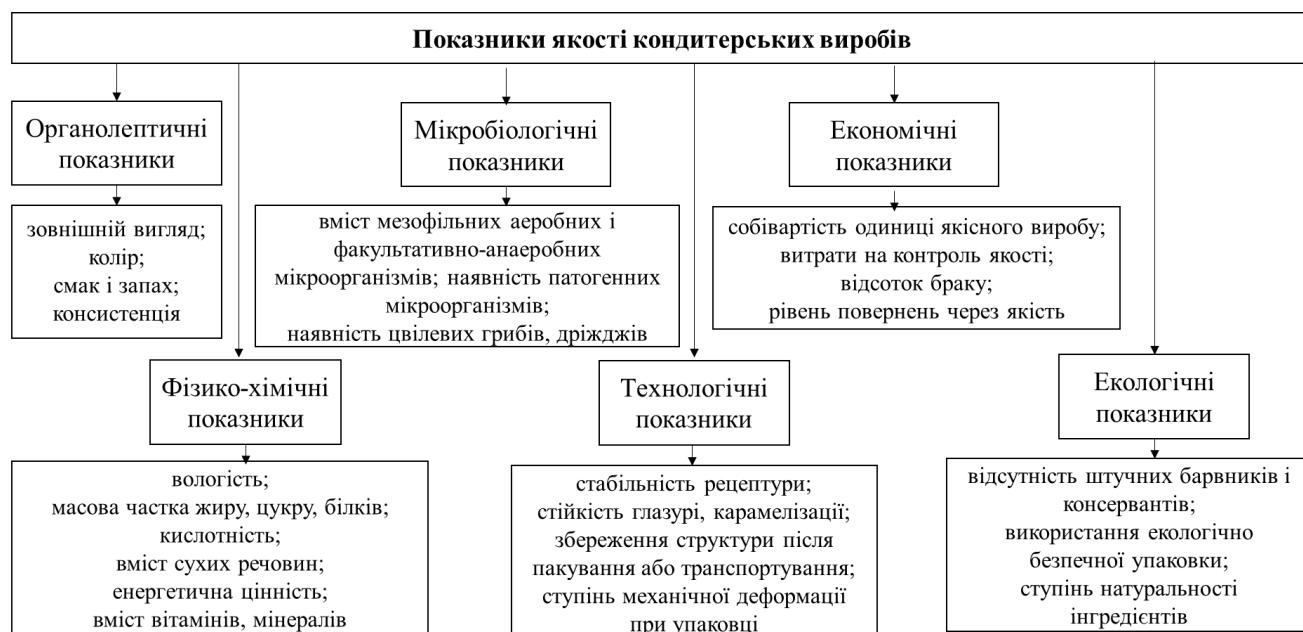 Показники якості кондитерських виробів
Органолептичні
показники
зовнішній вигляд;
колір;
смак і запах;
консистенція
Мікробіологічні
показники
вміст мезофільних аеробних і
факультативно-анаеробних
мікроорганізмів; наявність патогенних
мікроорганізмів;
наявність цвілевих грибів, дріжджів
Економічні
показники
собівартість одиниці якісного виробу;
витрати на контроль якості;
відсоток браку;
рівень повернень через якість
Фізико-хімічні
показники
вологість;
масова частка жиру, цукру, білків;
кислотність;
вміст сухих речовин;
енергетична цінність;
вміст вітамінів, мінералів
Технологічні
показники
стабільність рецептури;
стійкість глазурі, карамелізації;
збереження структури після
пакування або транспортування;
ступінь механічної деформації
при упаковці
Екологічні
показники
відсутність штучних барвників і
консервантів;
використання екологічно
безпечної упаковки;
ступінь натуральності
інгредієнтів